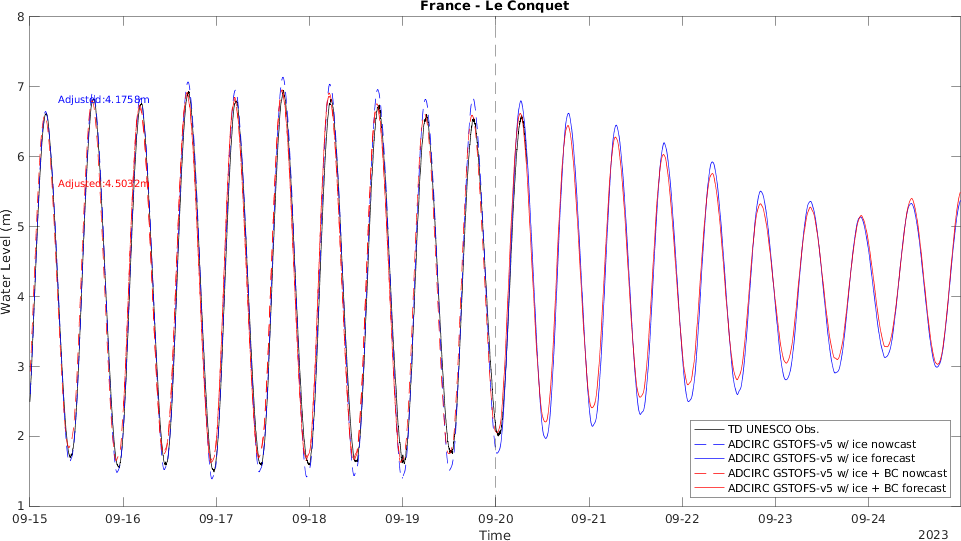 France - Le Conquet
8
7
6
5
4
3
2
1
Water Level (m)
Adjusted:4.1758m
Adjusted:4.5032m
TD UNESCO Obs.
ADCIRC GSTOFS-v5 w/ ice nowcast
ADCIRC GSTOFS-v5 w/ ice forecast
ADCIRC GSTOFS-v5 w/ ice + BC nowcast
ADCIRC GSTOFS-v5 w/ ice + BC forecast
09-15 09-16 09-17 09-18 09-19 09-20 09-21 09-22 09-23 09-24
Time
2023